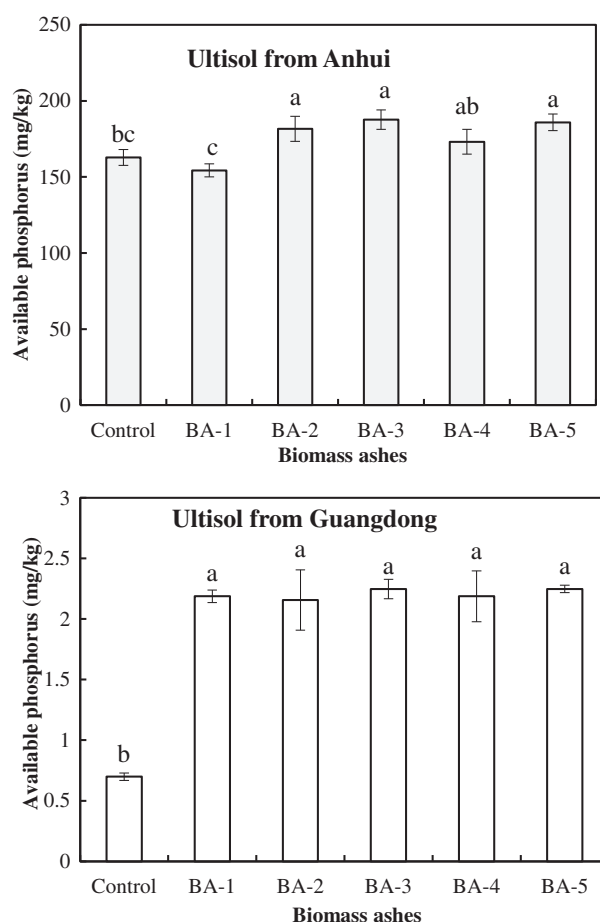 250
200
150
100
50
0
Available phosphorus (mg/kg)
Ultisol from Anhui
bc c a a ab a
Control BA-1 BA-2 BA-3 BA-4 BA-5
Biomass ashes
3
2.5
2
1.5
1
0.5
0
Available phosphorus (mg/kg)
Ultisol from Guangdong
b a a a a a
Control BA-1 BA-2 BA-3 BA-4 BA-5
Biomass ashes